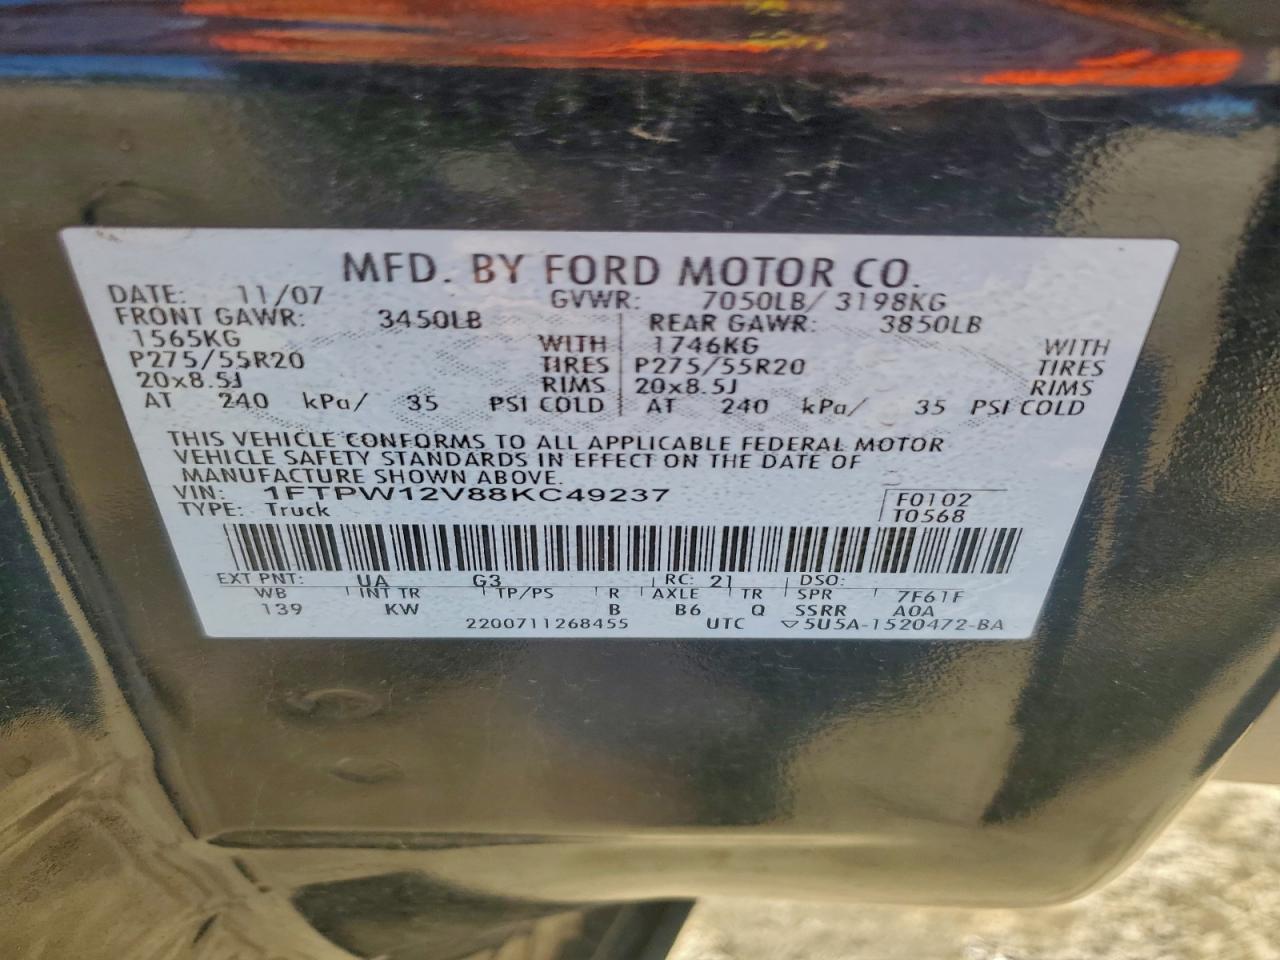 MFD. BY FORD MOTOR CO.
DATE: 11/07 GVWR: 7050LB/ 3198KG
FRONT GAWR: 3450LB REAR GAWR: 3850LB
1565KG WITH 1746KG WITH
P275/55R20 TIRES P275/55R20 TIRES
20x8.5J RIMS 20x8.5J RIMS
AT 240 kPa/ 35 PSI COLD AT 240 kPa/ 35 PSI COLD
THIS VEHICLE CONFORMS TO ALL APPLICABLE FEDERAL MOTOR
VEHICLE SAFETY STANDARDS IN EFFECT ON THE DATE OF
MANUFACTURE SHOWN ABOVE.
VIN: 1FTPW12V88KC49237 F0102
TYPE: Truck T0568
EXT PNT: UA G3 RC: 21 DSO:
WB INT TR TP/PS R AXLE TR SPR 7F61F
139 KW B B6 Q SSRR A0A
2200711268455 UTC ▽5U5A-1520472-BA